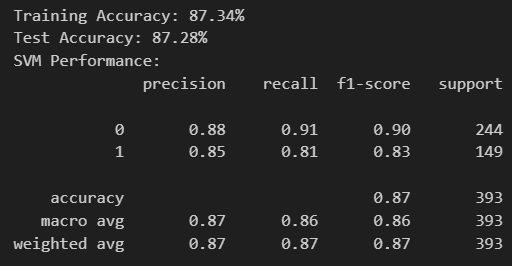 Training Accuracy: 87.34%
Test Accuracy: 87.28%
SVM Performance:
precision recall f1-score support
0 0.88 0.91 0.90 244
1 0.85 0.81 0.83 149
accuracy 0.87 393
macro avg 0.87 0.86 0.86 393
weighted avg 0.87 0.87 0.87 393